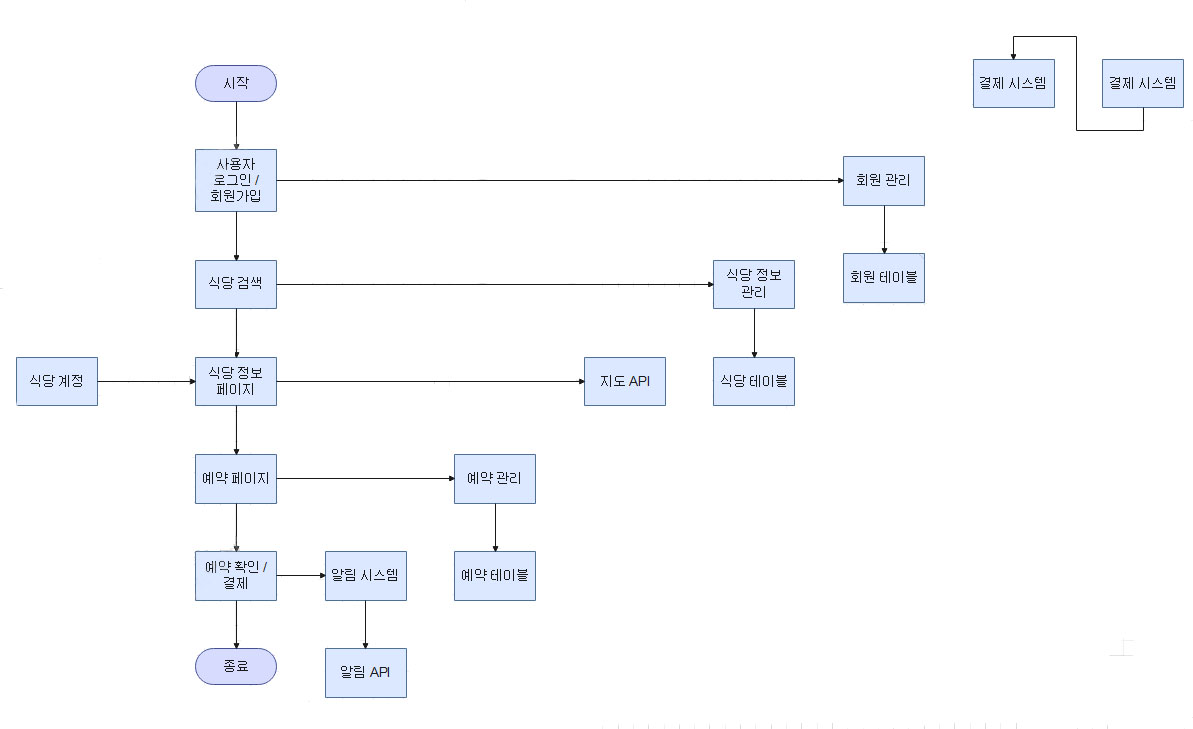 시작
결제 시스템
결제 시스템
사용자
로그인 /
회원가입
회원 관리
식당 검색
식당 정보
관리
회원 테이블
식당 계정
식당 정보
페이지
지도 API
식당 테이블
예약 페이지
예약 관리
예약 확인 /
결제
알림 시스템
예약 테이블
종료
알림 API